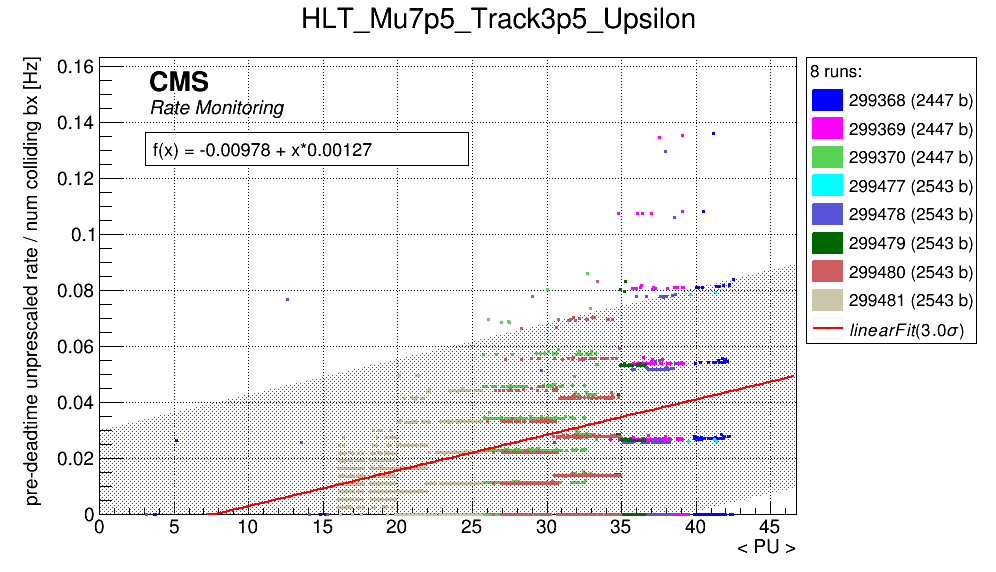 HLT_Mu7p5_Track3p5_Upsilon
pre-deadtime unprescaled rate / num colliding bx [Hz]
CMS
Rate Monitoring
f(x) = -0.00978 + x*0.00127
0.16
0.14
0.12
0.1
0.08
0.06
0.04
0.02
0
0 5 10 15 20 25 30 35 40 45
< PU >
8 runs:
299368 (2447 b)
299369 (2447 b)
299370 (2447 b)
299477 (2543 b)
299478 (2543 b)
299479 (2543 b)
299480 (2543 b)
299481 (2543 b)
linearFit(3.0σ)